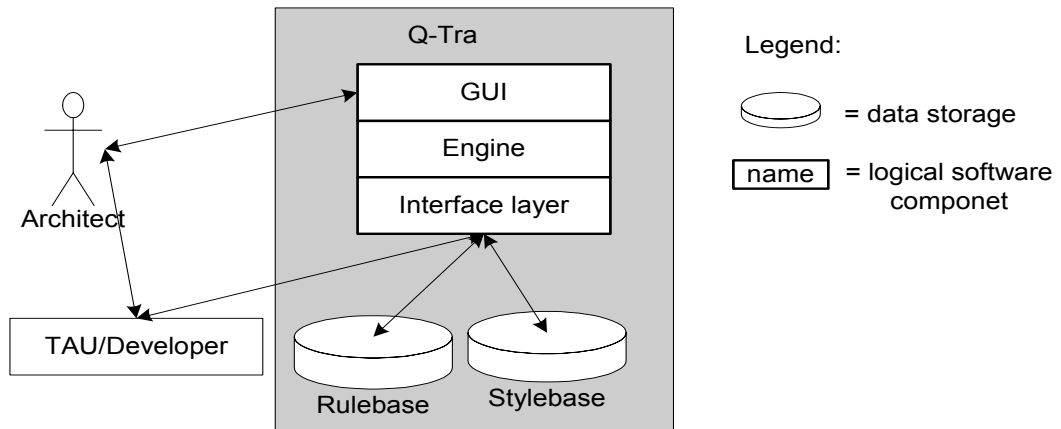 Q-Tra
GUI
Engine
Interface layer
Architect
TAU/Developer
Rulebase
Stylebase
Legend:
= data storage
name = logical software
componet